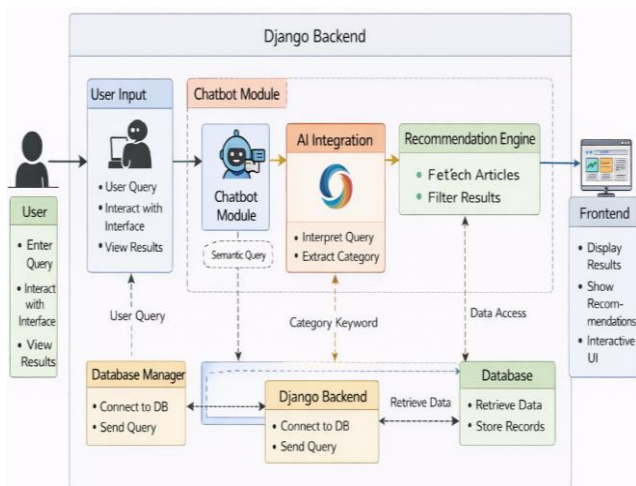 Django Backend
User Input
• User Query
• Interact with
Interface
• View Results
Chatbot Module
Chatbot
Module
Semantic Query
AI Integration
• Interpret Query
• Extract Category
Recommendation Engine
• FetTech Articles
• Filter Results
User
• Enter
Query
• Interact
with
Interface
• View
Results
Frontend
• Display
Results
• Show
Recom-
mendations
• Interactive
UI
User Query
Category Keyword
Data Access
Database Manager
• Connect to DB
• Send Query
Django Backend
• Connect to DB
• Send Query
Retrieve Data
Database
• Retrieve Data
• Store Records